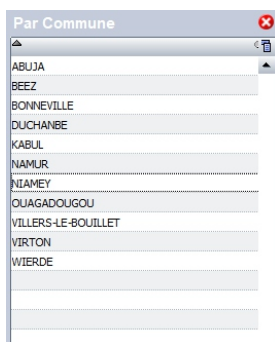 Par Commune
ABUJA
BEEZ
BONNEVILLE
DUCHANBE
KABUL
NAMUR
NIAMEY
OUAGADOUGOU
VILLERS-LE-BOUILLET
VIRTON
WIERDE